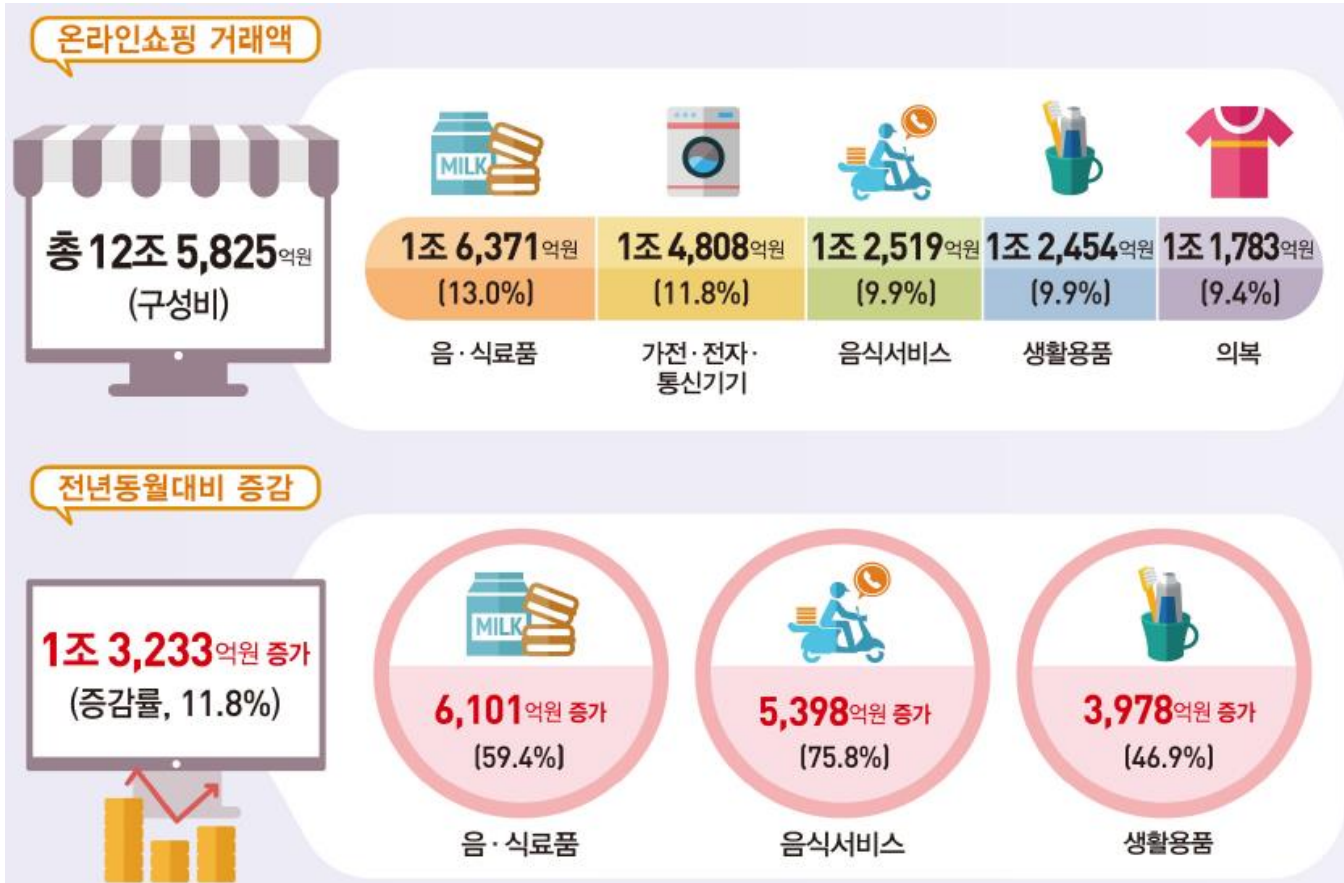 온라인쇼핑 거래액
총 12조 5,825억원
(구성비)
MILK
1조 6,371억원 1조 4,808억원 1조 2,519억원 1조 2,454억원 1조 1,783억원
(13.0%) (11.8%) (9.9%) (9.9%) (9.4%)
음·식료품 가전·전자· 음식서비스 생활용품 의복
통신기기
전년동월대비 증감
1조 3,233억원 증가
(증감률, 11.8%)
MILK
6,101억원 증가 5,398억원 증가 3,978억원 증가
(59.4%) (75.8%) (46.9%)
음·식료품 음식서비스 생활용품